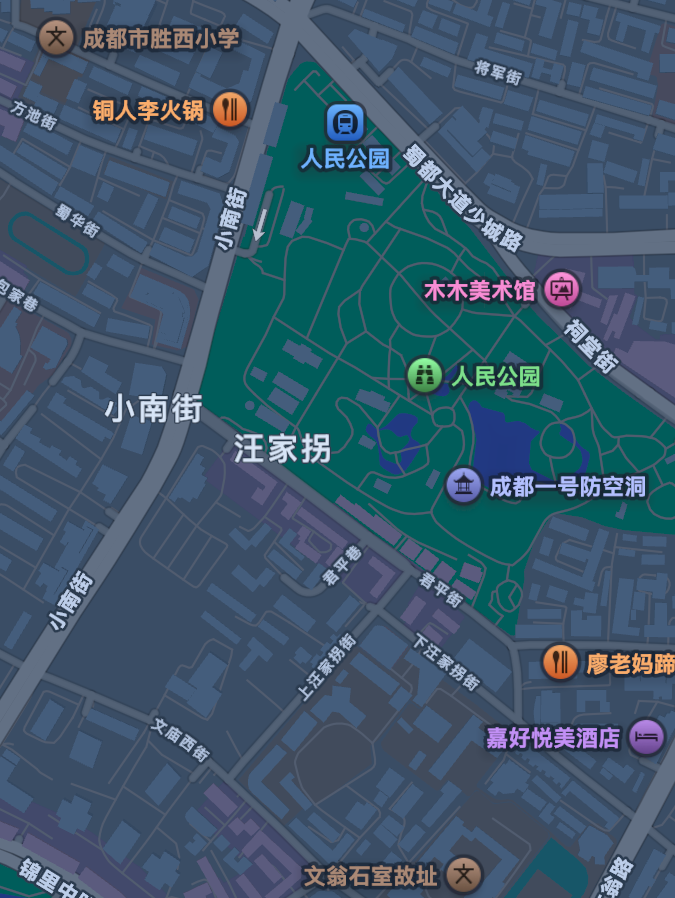 成都市胜西小学
将军街
铜人李火锅
方池街
人民公园
蜀都大道少城路
小南街
蜀华街
包家巷
木木美术馆
祠堂街
人民公园
小南街
汪家拐
成都一号防空洞
君平巷
君平街
小南街
上汪家拐街
下汪家拐街
廖老妈蹄
文庙西街
嘉好悦美酒店
文翁石室故址
锦里中
翁路